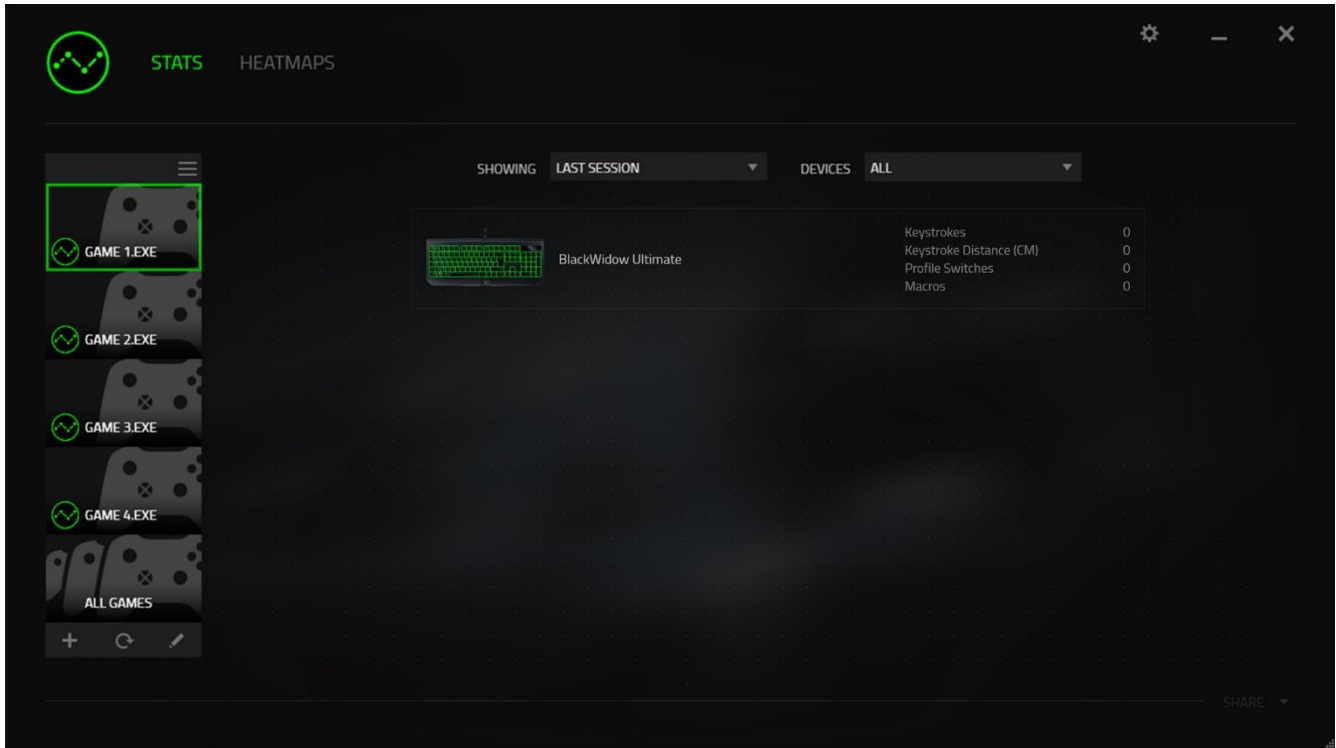 STATS HEATMAPS
SHOWING LAST SESSION DEVICES ALL
GAME 1.EXE
GAME 2.EXE
GAME 3.EXE
GAME 4.EXE
ALL GAMES
BlackWidow Ultimate
Keystrokes 0
Keystroke Distance (CM) 0
Profile Switches 0
Macros 0
SHARE